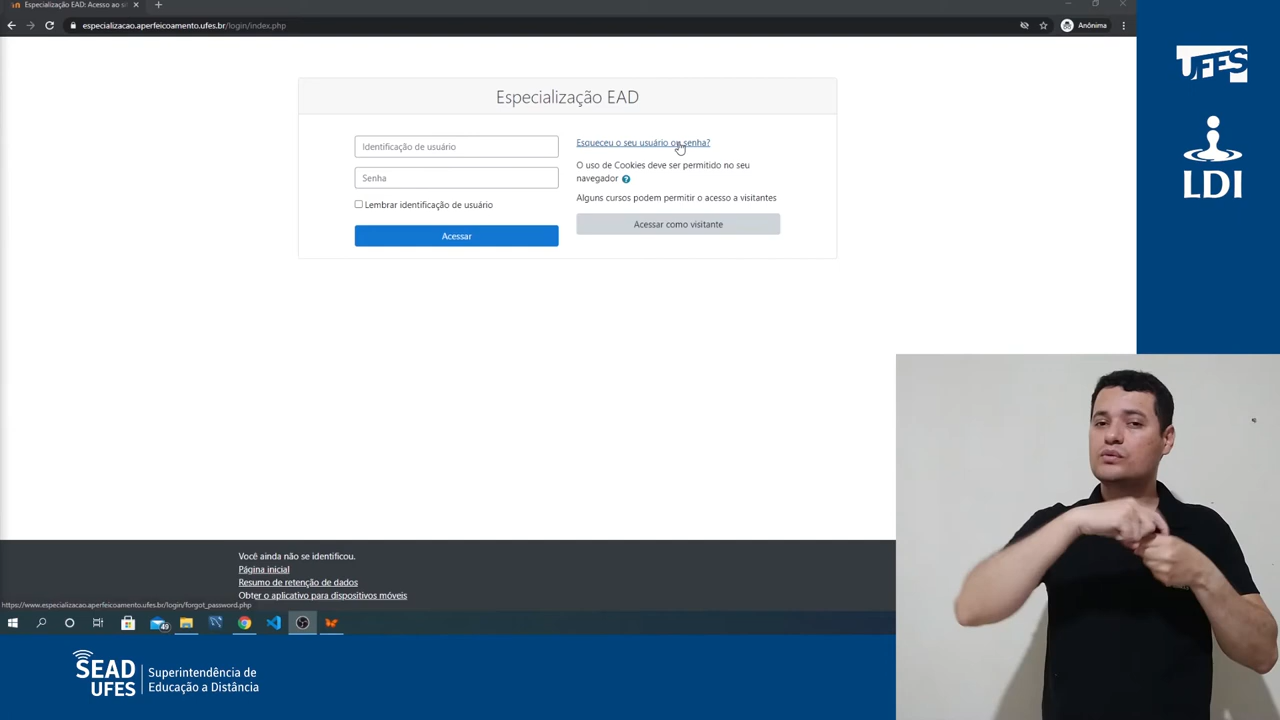 Especialização EAD: Acesso ao si
especializacao.aperfeicoamento.ufes.br/login/index.php
Anônima
Especialização EAD
Identificação de usuário
Senha
Lembrar identificação de usuário
Acessar
Esqueceu o seu usuário ou senha?
O uso de Cookies deve ser permitido no seu
navegador
Alguns cursos podem permitir o acesso a visitantes
Acessar como visitante
Você ainda não se identificou.
Página inicial
Resumo de retenção de dados
Obter o aplicativo para dispositivos móveis
https://www.especializacao.aperfeicoamento.ufes.br/login/forgot_password.php
49
UFES
LDI
SEAD
UFES
Superintendência de
Educação a Distância